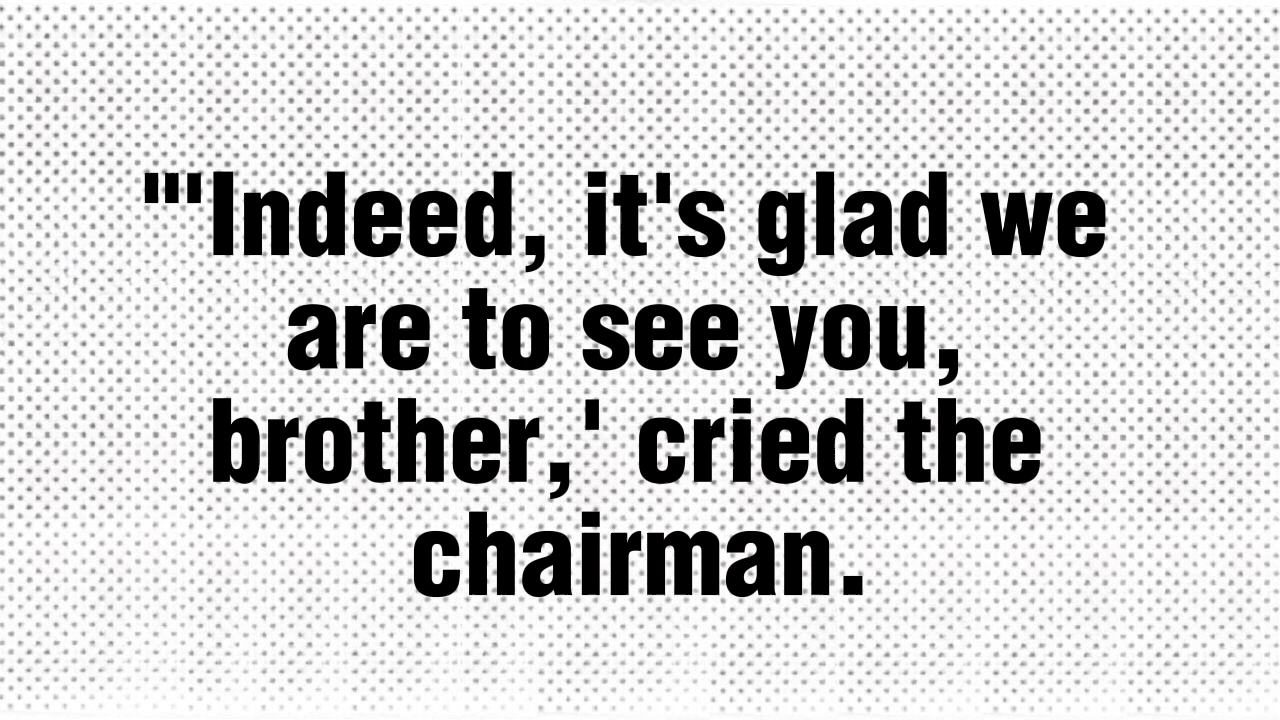 "'Indeed, it's glad we
are to see you,
brother,' cried the
chairman.